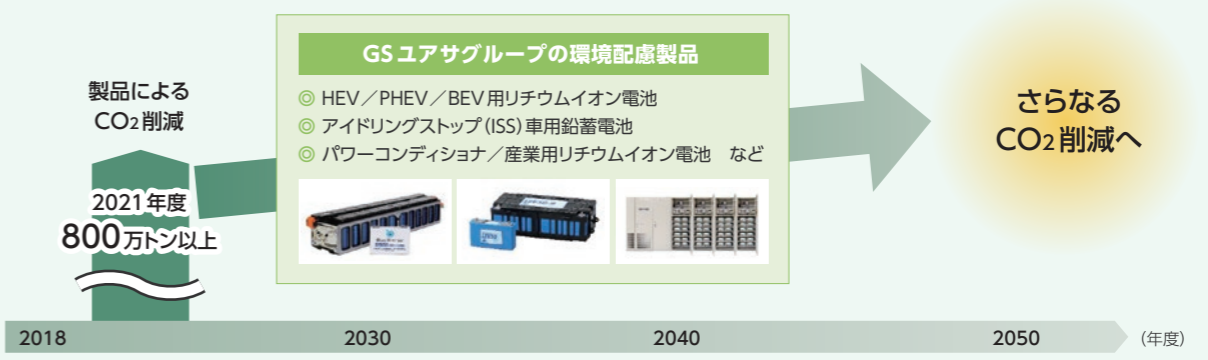 製品による
CO2削減
2021年度
800万トン以上
GSユアサグループの環境配慮製品
◎ HEV／PHEV／BEV用リチウムイオン電池
◎ アイドリングストップ（ISS）車用鉛蓄電池
◎ パワーコンディショナ／産業用リチウムイオン電池　など
さらなる
CO2削減へ
2018 2030 2040 2050 （年度）